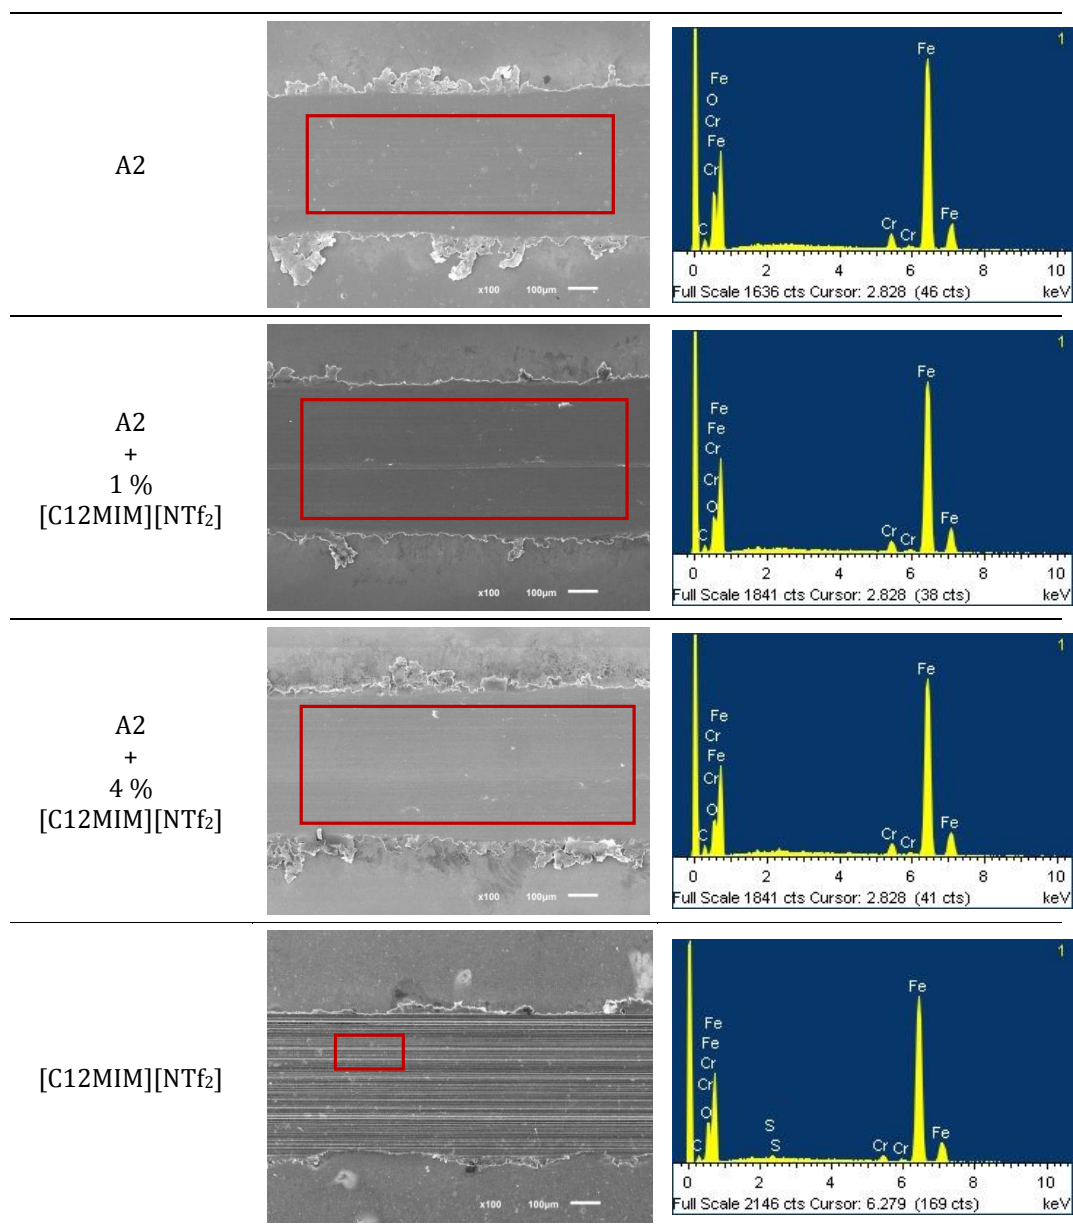 A2
x100 100µm
1
Fe
Fe
O
Cr
Fe
Cr
C
Cr
Cr
Fe
0 2 4 6 8 10
Full Scale 1636 cts Cursor: 2.828 (46 cts) keV
A2
+
1 %
[C12MIM][NTf₂]
x100 100µm
1
Fe
Fe
Fe
Cr
Cr
O
C
Cr
Cr
Fe
0 2 4 6 8 10
Full Scale 1841 cts Cursor: 2.828 (38 cts) keV
A2
+
4 %
[C12MIM][NTf₂]
x100 100µm
1
Fe
Fe
Cr
Fe
Cr
O
C
Cr
Cr
Fe
0 2 4 6 8 10
Full Scale 1841 cts Cursor: 2.828 (41 cts) keV
[C12MIM][NTf₂]
x100 100µm
1
Fe
Fe
Fe
Cr
Cr
O
C
S
S
Cr
Cr
Fe
0 2 4 6 8 10
Full Scale 2146 cts Cursor: 6.279 (169 cts) keV